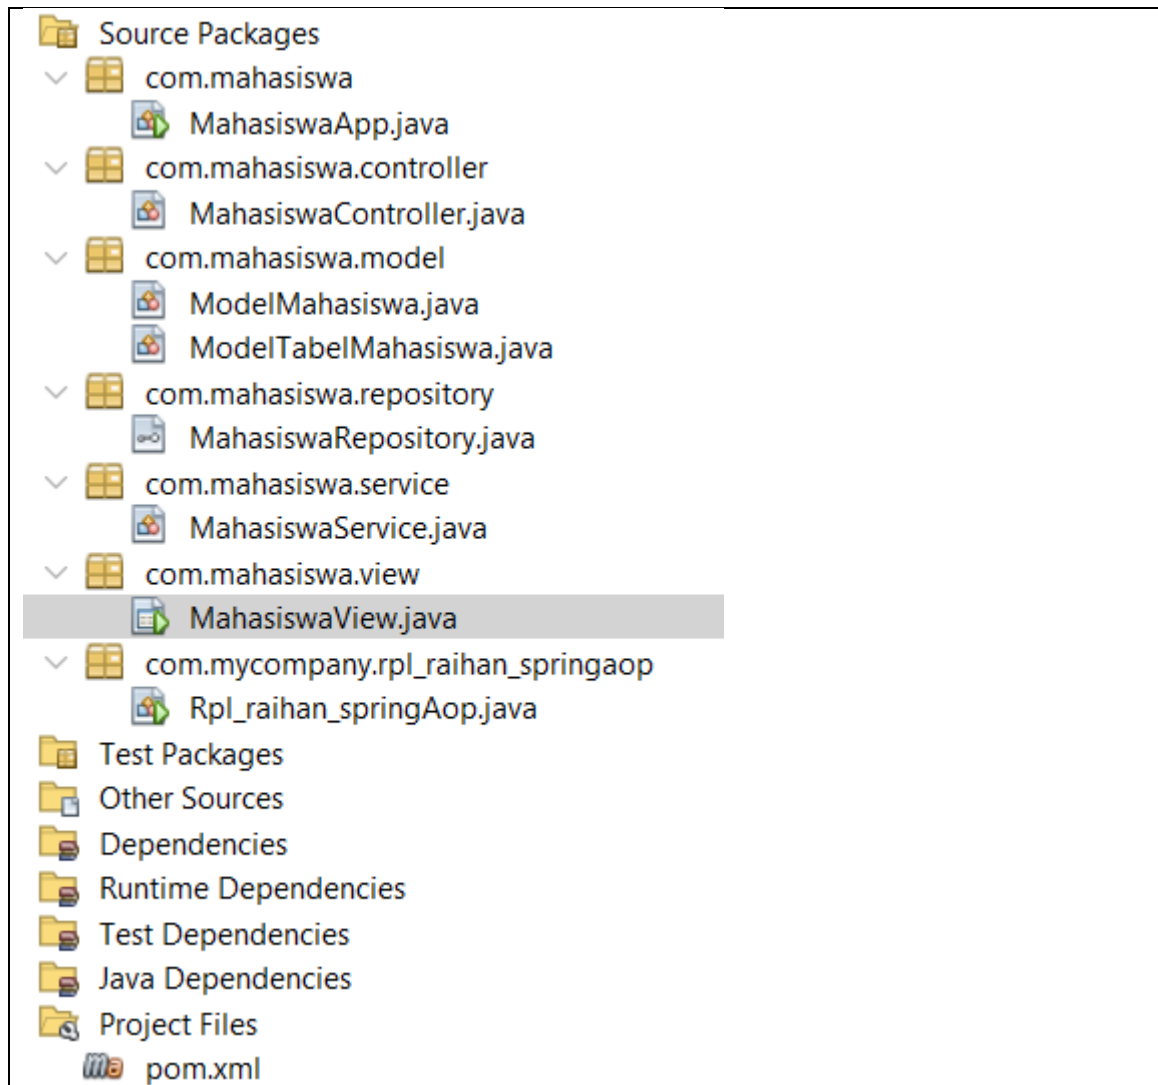 Source Packages
com.mahasiswa
MahasiswaApp.java
com.mahasiswa.controller
MahasiswaController.java
com.mahasiswa.model
ModelMahasiswa.java
ModelTabelMahasiswa.java
com.mahasiswa.repository
MahasiswaRepository.java
com.mahasiswa.service
MahasiswaService.java
com.mahasiswa.view
MahasiswaView.java
com.mycompany.rpl_raihan_springaop
Rpl_raihan_springAop.java
Test Packages
Other Sources
Dependencies
Runtime Dependencies
Test Dependencies
Java Dependencies
Project Files
pom.xml